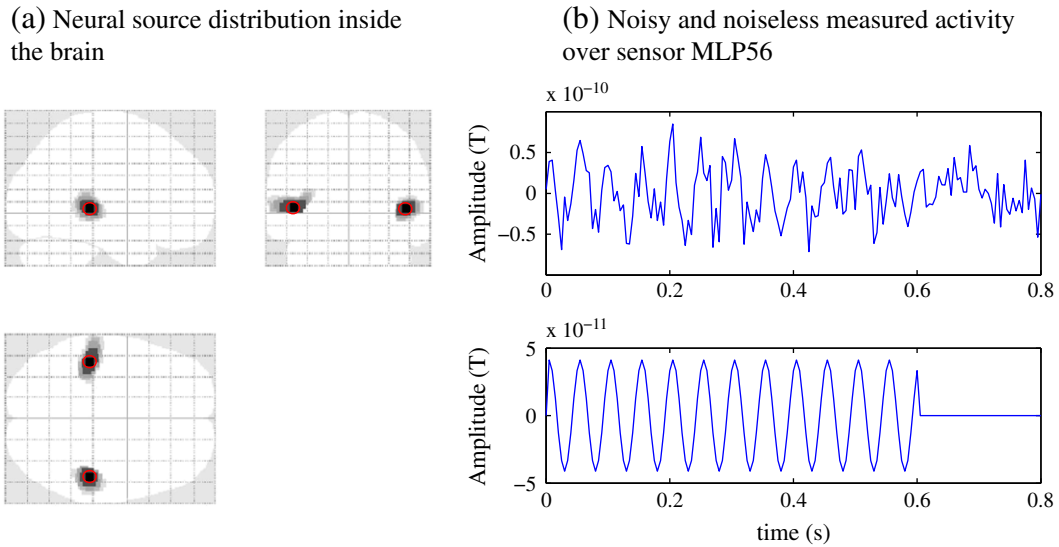 (a) Neural source distribution inside
the brain
(b) Noisy and noiseless measured activity
over sensor MLP56
x 10⁻¹⁰
Amplitude (T)
0.5
0
−0.5
0 0.2 0.4 0.6 0.8
x 10⁻¹¹
Amplitude (T)
5
0
−5
0 0.2 0.4 0.6 0.8
time (s)